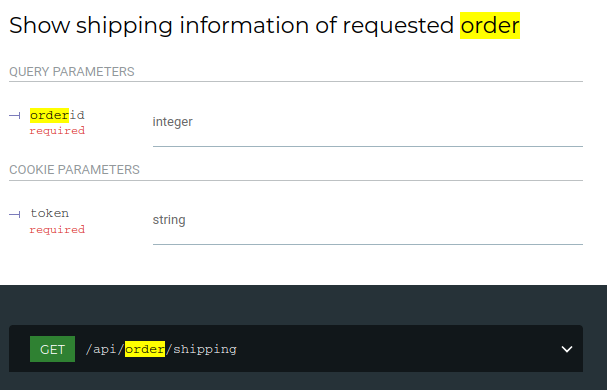 Show shipping information of requested order
QUERY PARAMETERS
orderid
required
integer
COOKIE PARAMETERS
token
required
string
GET /api/order/shipping